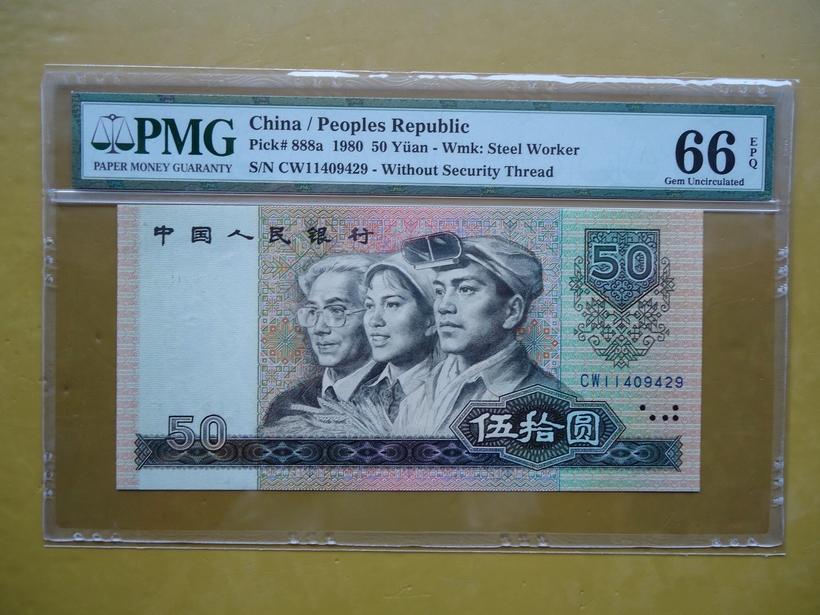 PMG
PAPER MONEY GUARANTY
China / Peoples Republic
Pick# 888a 1980 50 Yüan - Wmk: Steel Worker
S/N CW11409429 - Without Security Thread
66
Gem Uncirculated
EPQ
中国人民银行
50
CW11409429
50
伍拾圆